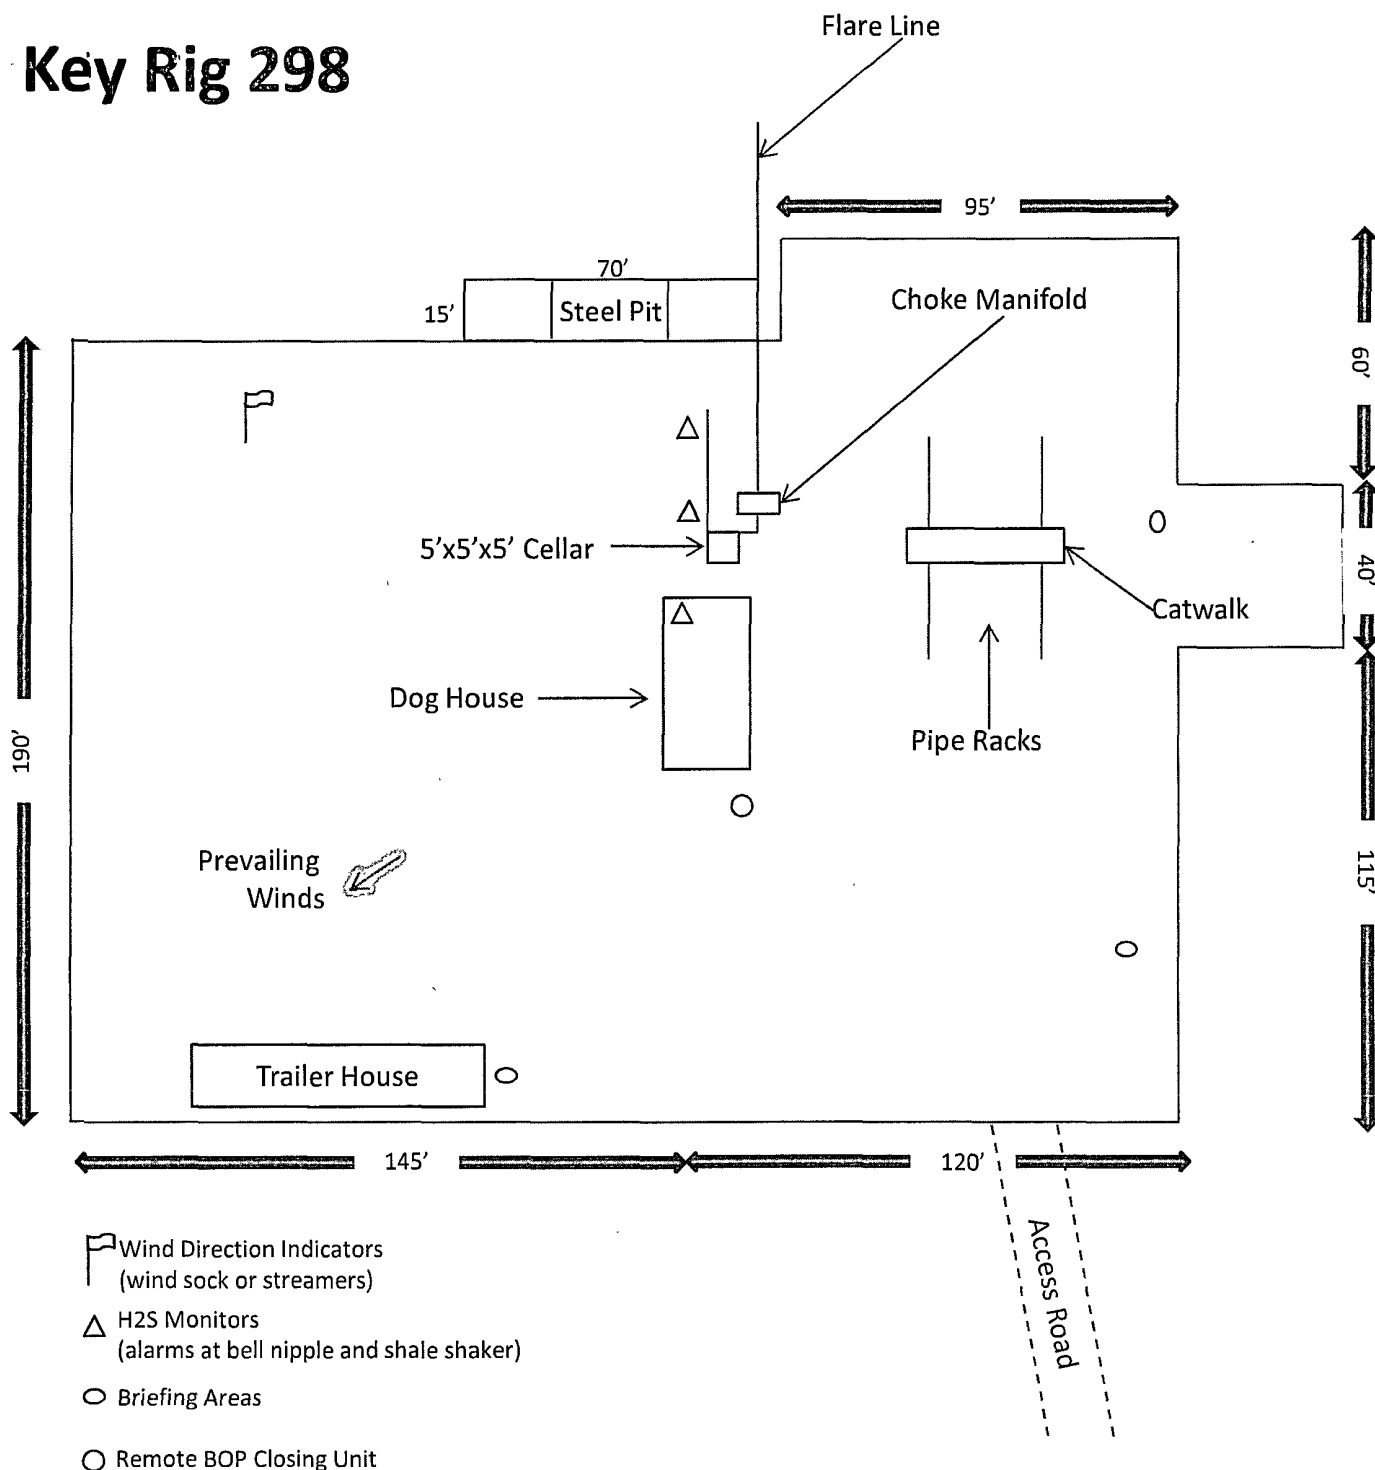 Flare Line
Key Rig 298
95'
70'
15'
Steel Pit
Choke Manifold
60'
5'x5'x5' Cellar
40'
Catwalk
Dog House
Pipe Racks
190'
Prevailing
Winds
115'
Trailer House
145'
120'
Access Road
Wind Direction Indicators
(wind sock or streamers)
H2S Monitors
(alarms at bell nipple and shale shaker)
Briefing Areas
Remote BOP Closing Unit